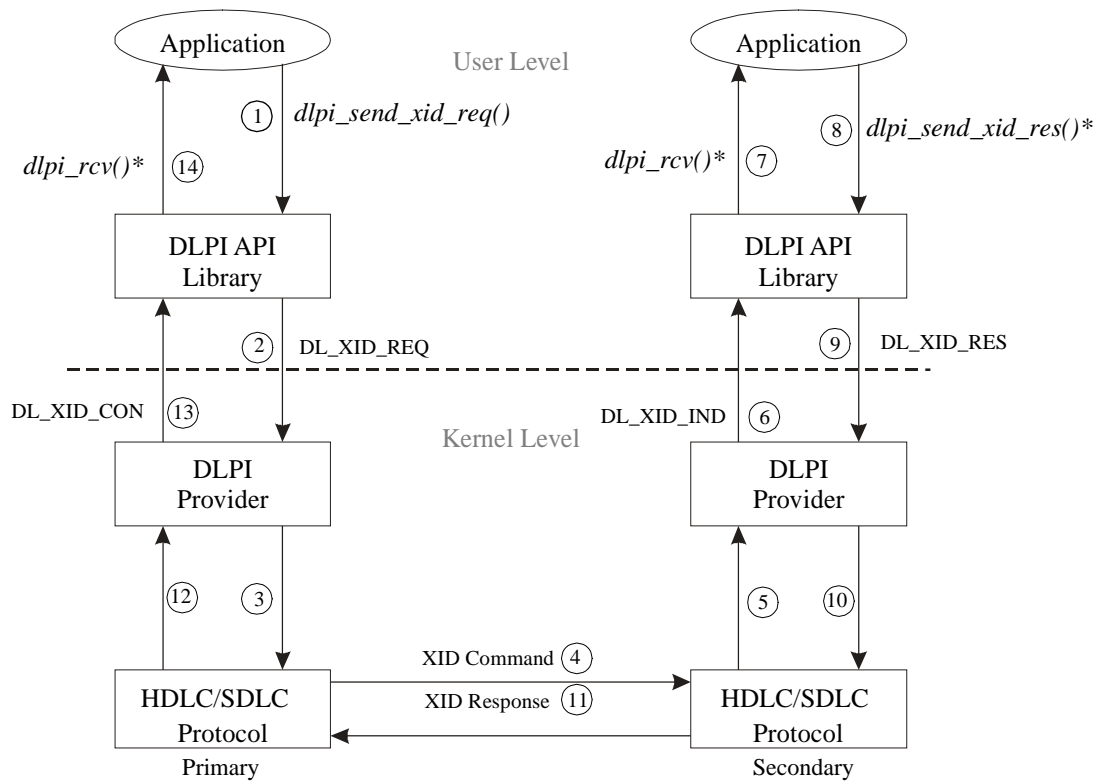 Application
Application
User Level
1
dlpi_send_xid_req()
8
dlpi_send_xid_res()*
dlpi_rcv()*
14
dlpi_rcv()*
7
DLPI API
Library
DLPI API
Library
2
DL_XID_REQ
9
DL_XID_RES
DL_XID_CON
13
DL_XID_IND
6
Kernel Level
DLPI
Provider
DLPI
Provider
12
3
5
10
XID Command 4
XID Response 11
HDLC/SDLC
Protocol
HDLC/SDLC
Protocol
Primary
Secondary